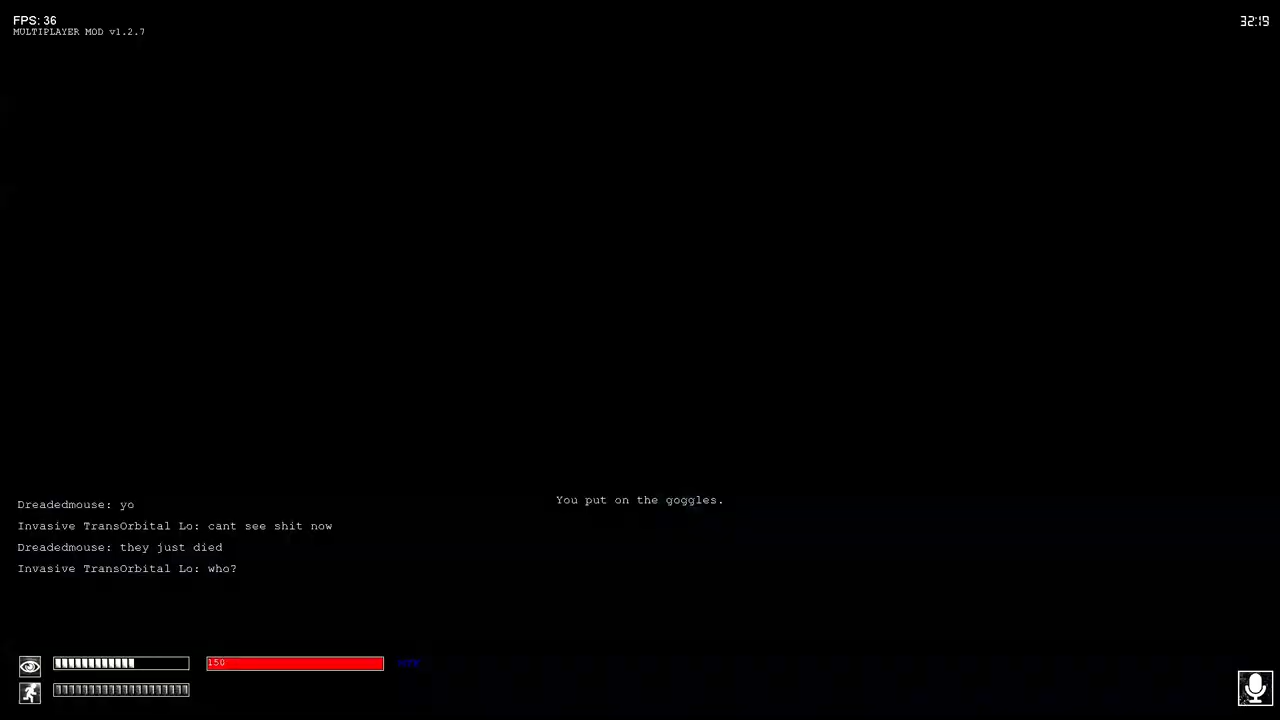 FPS: 36
MULTIPLAYER MOD v1.2.7
32:19
You put on the goggles.
Dreadedmouse: yo
Invasive TransOrbital Lo: cant see shit now
Dreadedmouse: they just died
Invasive TransOrbital Lo: who?
150